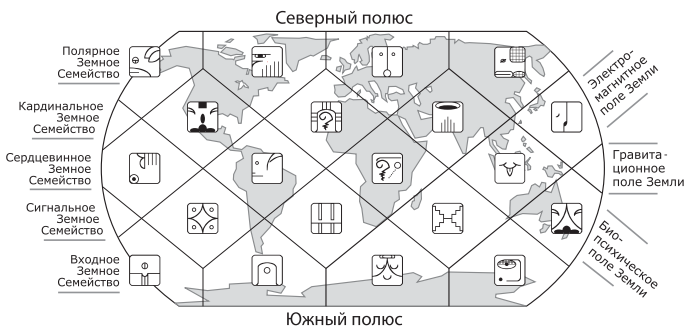 Северный полюс
Полярное
Земное
Семейство
Кардинальное
Земное
Семейство
Сердцевинное
Земное
Семейство
Сигнальное
Земное
Семейство
Входное
Земное
Семейство
Электро-
магнитное
поле Земли
Гравита-
ционное
поле Земли
Био-
психическое
поле Земли
Южный полюс